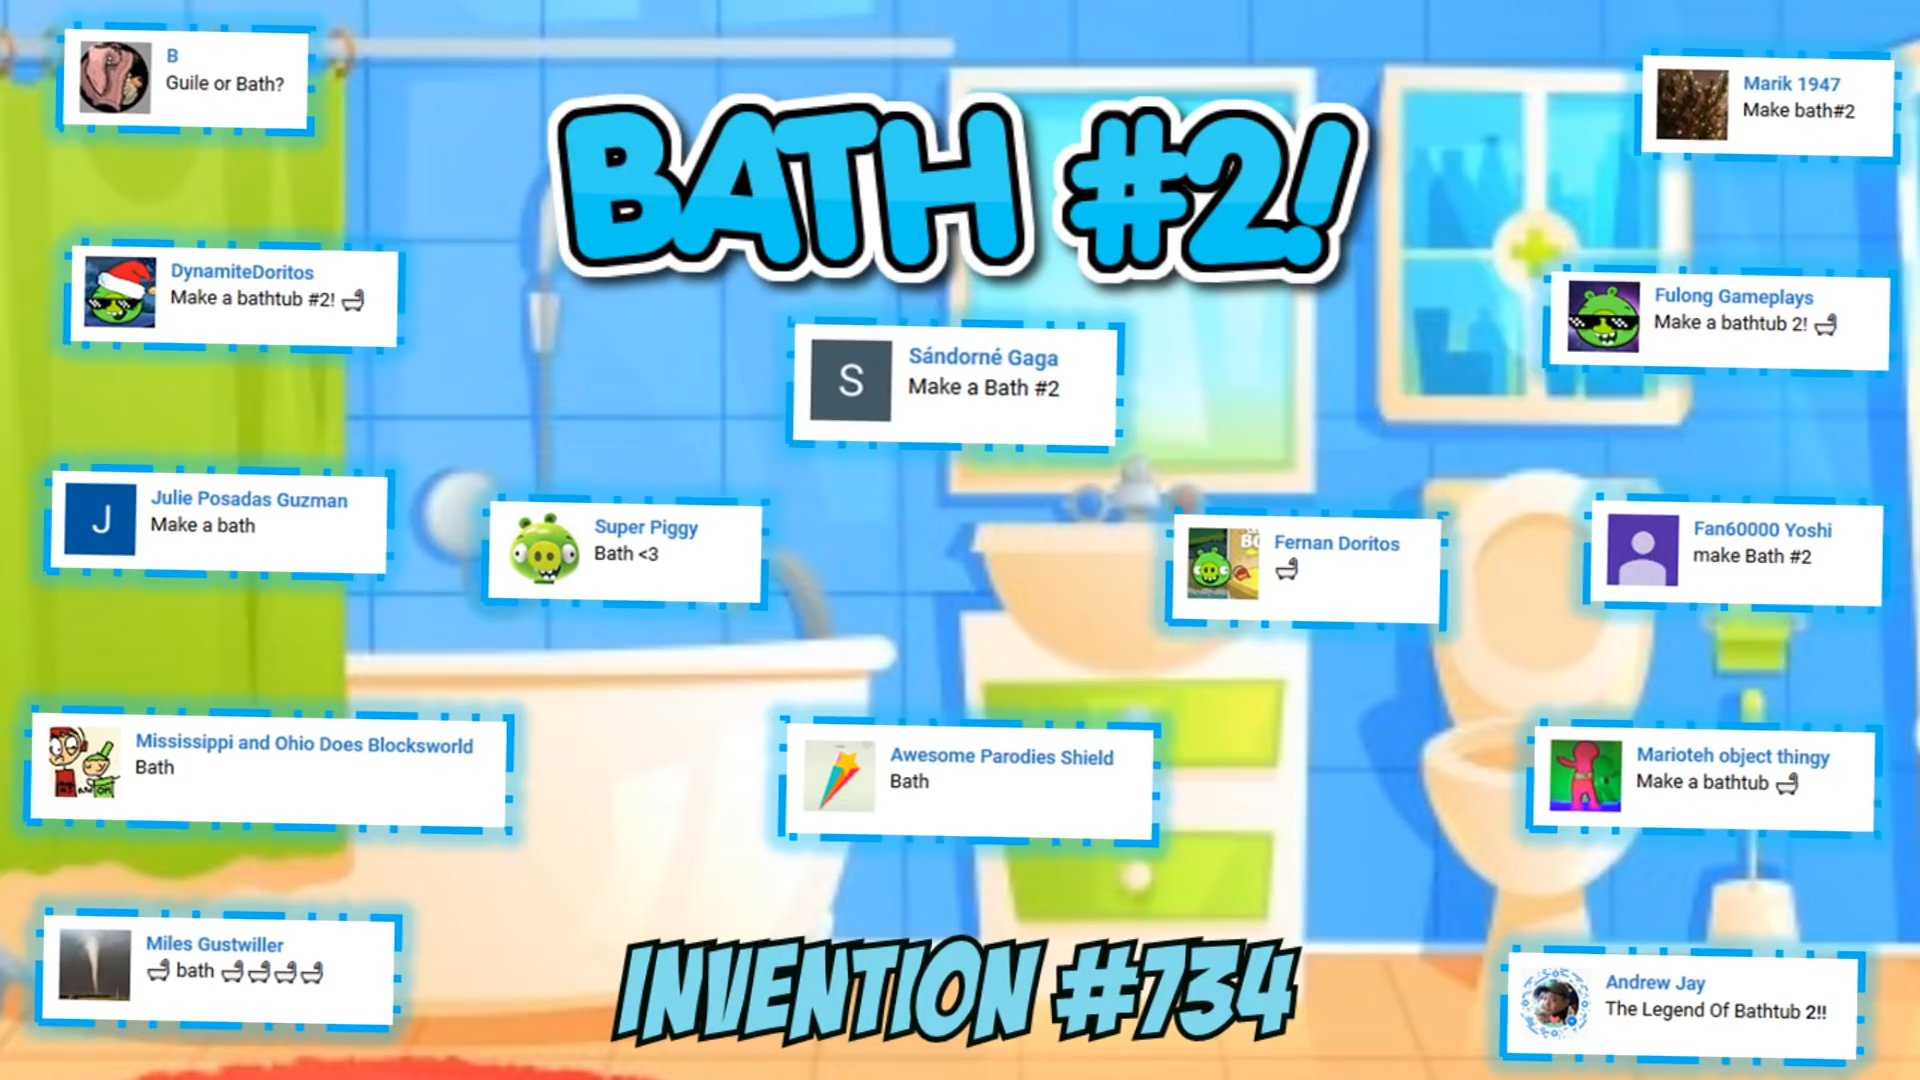 B
Guile or Bath?
Marik 1947
Make bath#2
BATH #2!
DynamiteDoritos
Make a bathtub #2! 🛁
Fulong Gameplays
Make a bathtub 2! 🛁
S
Sándorné Gaga
Make a Bath #2
J
Julie Posadas Guzman
Make a bath
Super Piggy
Bath <3
Fernan Doritos
🛁
Fan60000 Yoshi
make Bath #2
Mississippi and Ohio Does Blocksworld
Bath
Awesome Parodies Shield
Bath
Marioteh object thingy
Make a bathtub 🛁
Miles Gustwiller
🛁 bath 🛁🛁🛁🛁
INVENTION #734
Andrew Jay
The Legend Of Bathtub 2!!